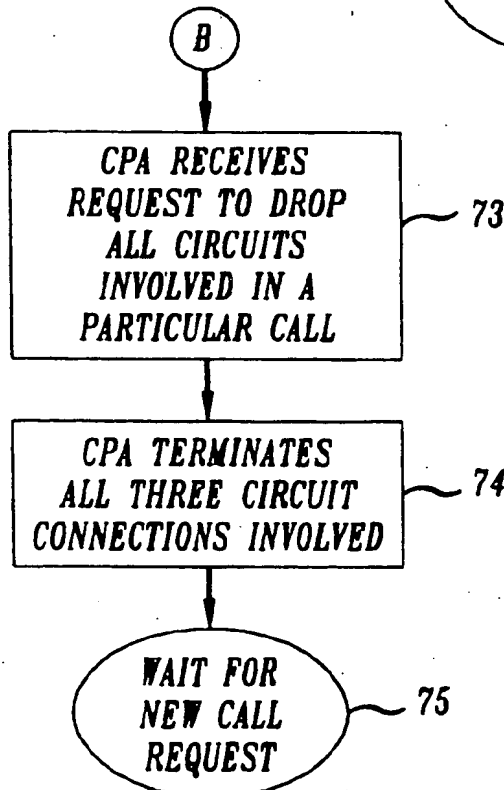 B
CPA RECEIVES
REQUEST TO DROP
ALL CIRCUITS
INVOLVED IN A
PARTICULAR CALL
73
CPA TERMINATES
ALL THREE CIRCUIT
CONNECTIONS INVOLVED
74
WAIT FOR
NEW CALL
REQUEST
75